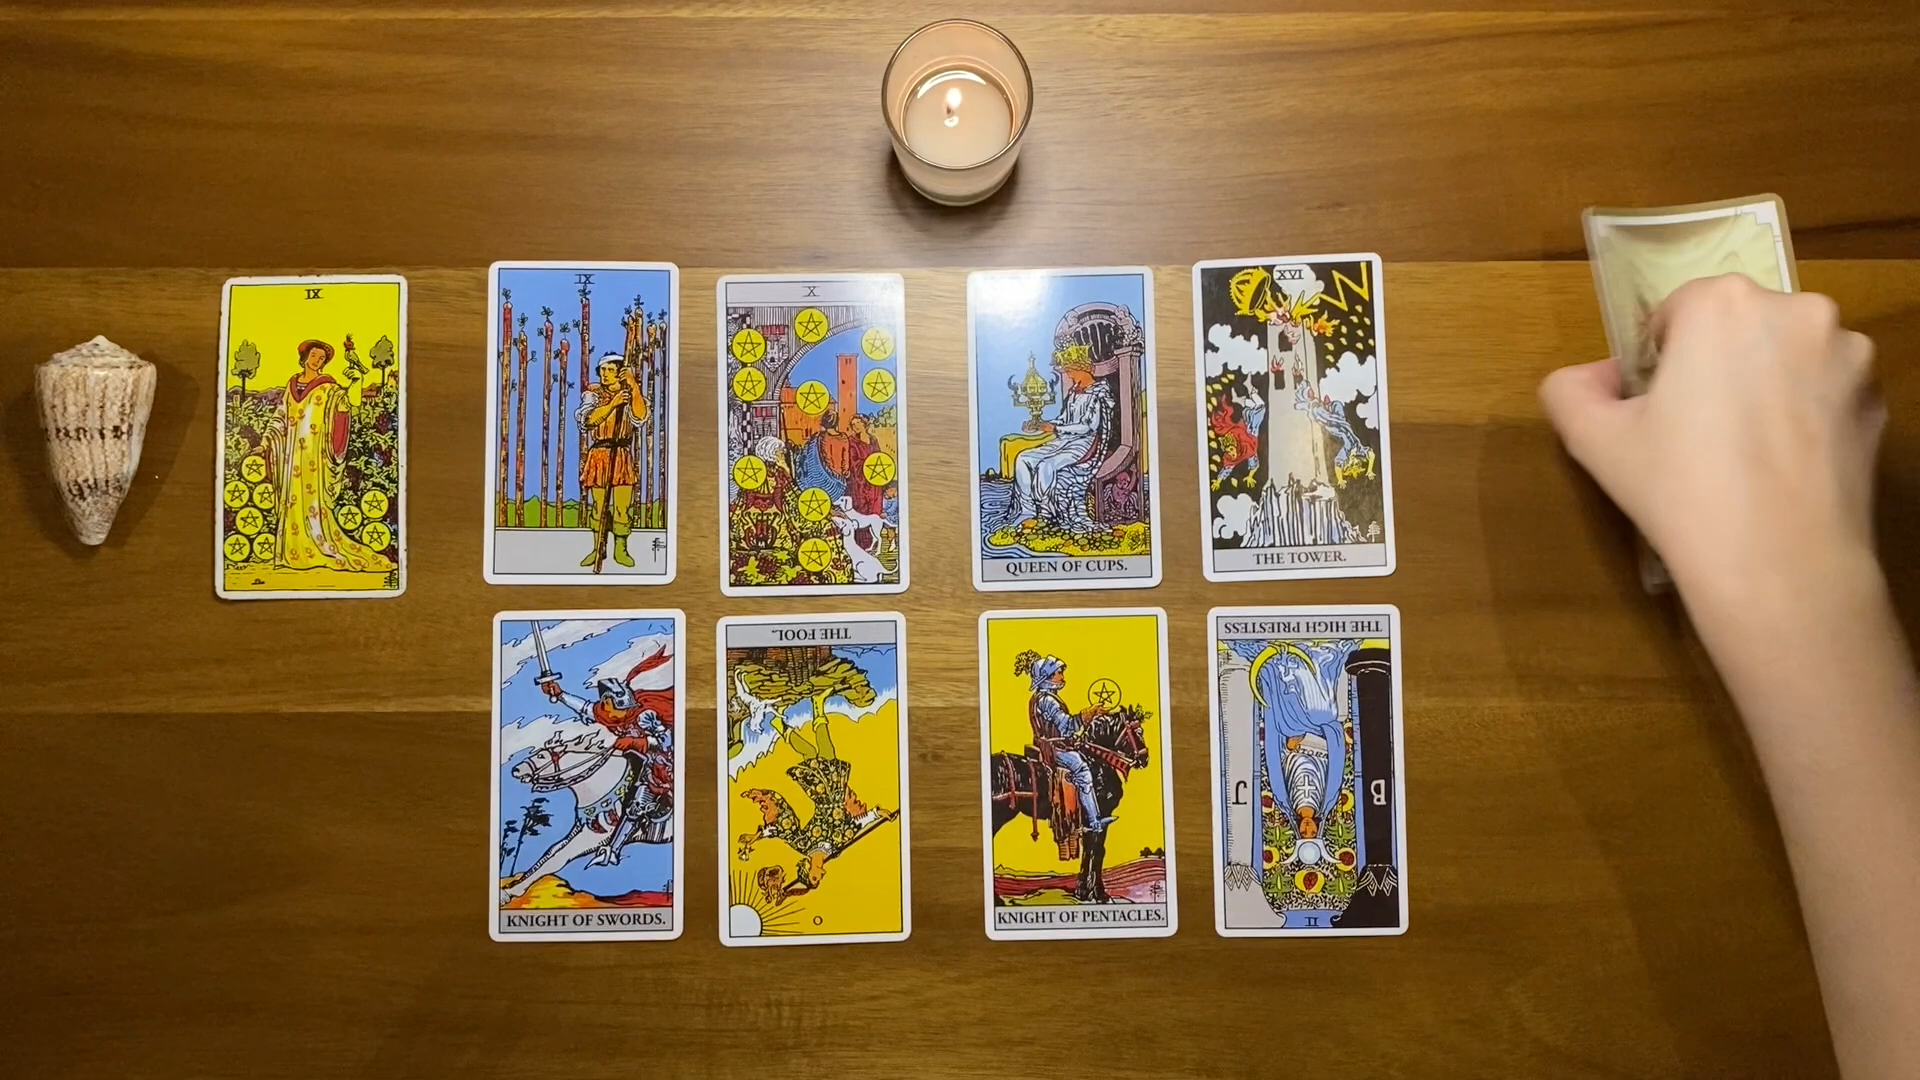 IX
IX
X
QUEEN OF CUPS.
XVI
THE TOWER.
KNIGHT OF SWORDS.
THE FOOL.
0
KNIGHT OF PENTACLES.
THE HIGH PRIESTESS
TORA
J
B
II